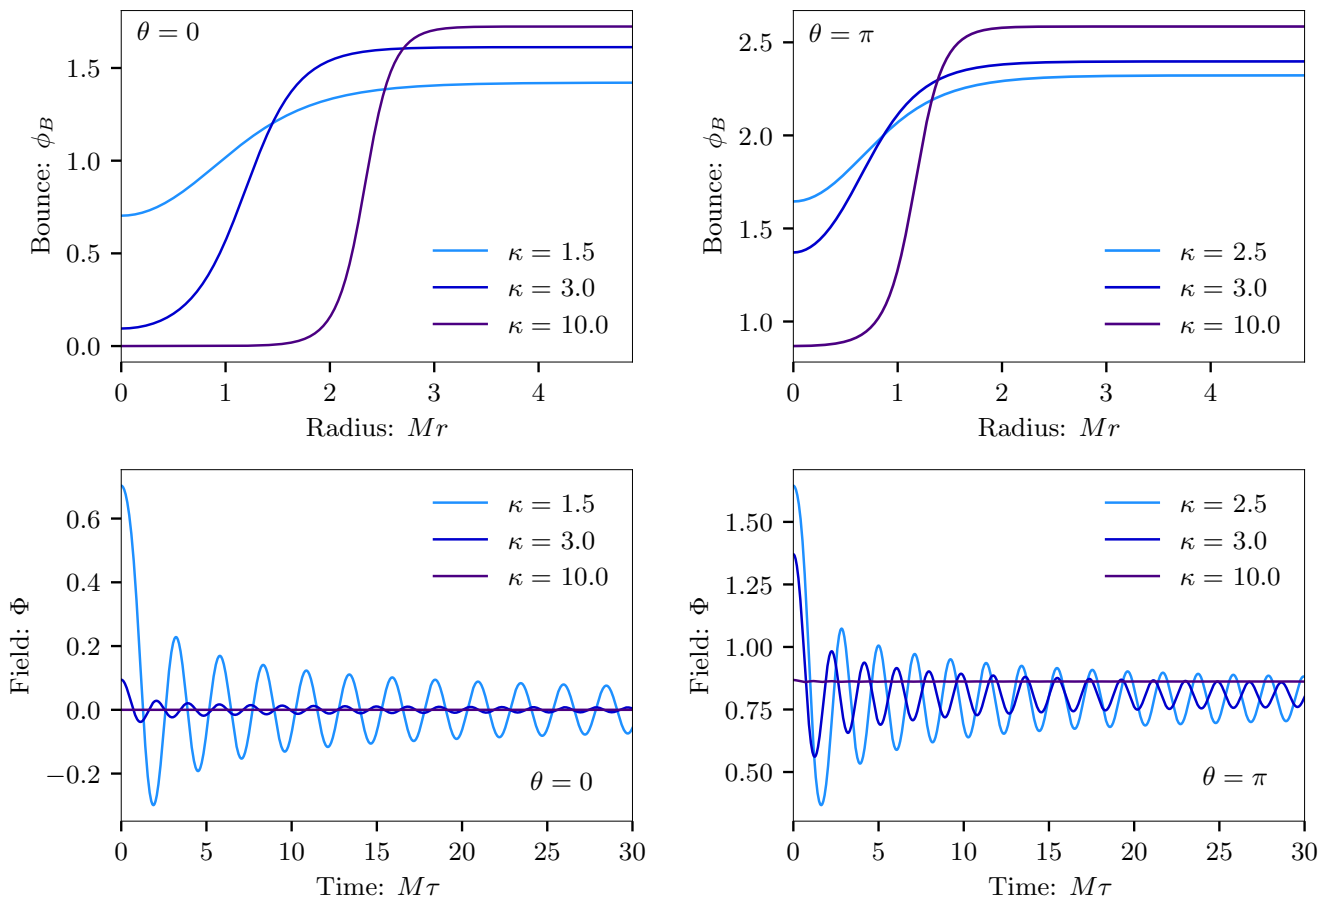 θ = 0
Bounce: ϕ_B
1.5
1.0
0.5
0.0
κ = 1.5
κ = 3.0
κ = 10.0
0 1 2 3 4
Radius: Mr
θ = π
Bounce: ϕ_B
2.5
2.0
1.5
1.0
κ = 2.5
κ = 3.0
κ = 10.0
0 1 2 3 4
Radius: Mr
Field: Φ
0.6
0.4
0.2
0.0
−0.2
κ = 1.5
κ = 3.0
κ = 10.0
θ = 0
0 5 10 15 20 25 30
Time: Mτ
Field: Φ
1.50
1.25
1.00
0.75
0.50
κ = 2.5
κ = 3.0
κ = 10.0
θ = π
0 5 10 15 20 25 30
Time: Mτ